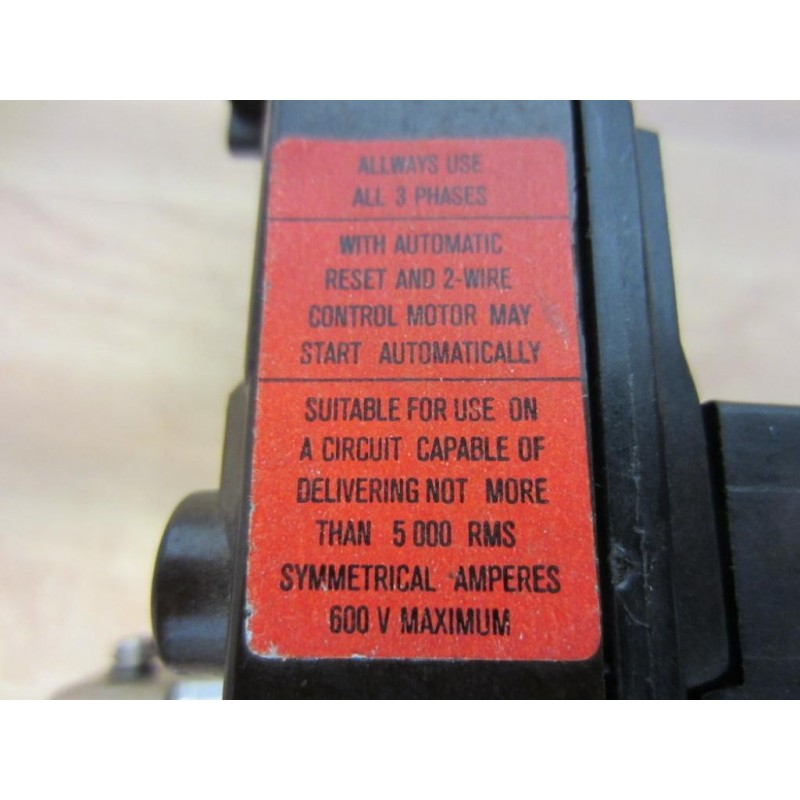 ALLWAYS USE
ALL 3 PHASES
WITH AUTOMATIC
RESET AND 2-WIRE
CONTROL MOTOR MAY
START AUTOMATICALLY
SUITABLE FOR USE ON
A CIRCUIT CAPABLE OF
DELIVERING NOT MORE
THAN 5 000 RMS
SYMMETRICAL AMPERES
600 V MAXIMUM